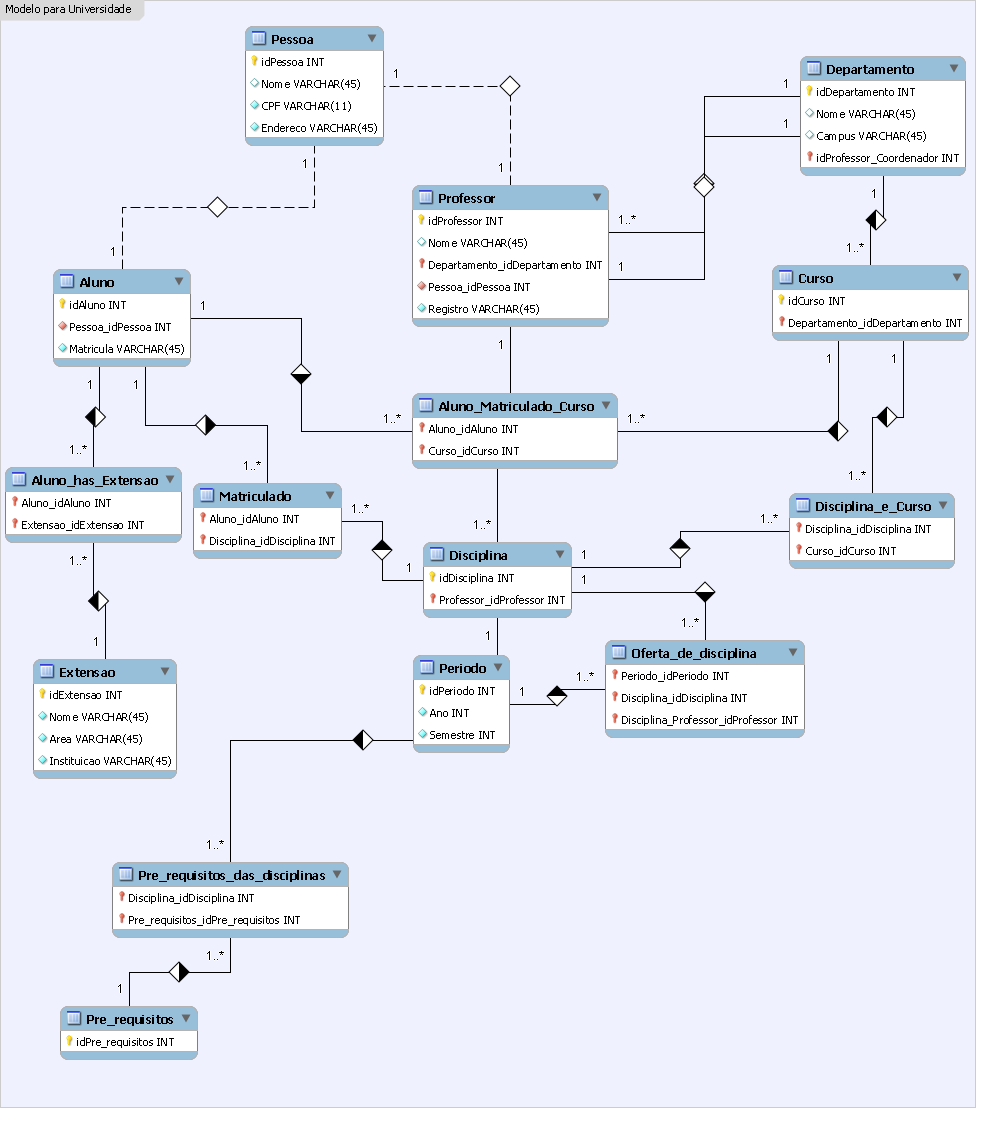 Modelo para Universidade
Pessoa
idPessoa INT
Nome VARCHAR(45)
CPF VARCHAR(11)
Endereco VARCHAR(45)
1
1
1
1
Departamento
idDepartamento INT
Nome VARCHAR(45)
Campus VARCHAR(45)
idProfessor_Coordenador INT
1
1
1
1..*
Professor
idProfessor INT
Nome VARCHAR(45)
Departamento_idDepartamento INT
Pessoa_idPessoa INT
Registro VARCHAR(45)
1..*
1
1
Aluno
idAluno INT
Pessoa_idPessoa INT
Matricula VARCHAR(45)
1
1
1
Curso
idCurso INT
Departamento_idDepartamento INT
1
1
Aluno_Matriculado_Curso
Aluno_idAluno INT
Curso_idCurso INT
1..*
1..*
1..*
Aluno_has_Extensao
Aluno_idAluno INT
Extensao_idExtensao INT
1..*
1..*
Matriculado
Aluno_idAluno INT
Disciplina_idDisciplina INT
1..*
1..*
Disciplina_e_Curso
Disciplina_idDisciplina INT
Curso_idCurso INT
1..*
1..*
Disciplina
idDisciplina INT
Professor_idProfessor INT
1
1
1
1
Oferta_de_disciplina
Periodo_idPeriodo INT
Disciplina_idDisciplina INT
Disciplina_Professor_idProfessor INT
1..*
1..*
Periodo
idPeriodo INT
Ano INT
Semestre INT
1
Extensao
idExtensao INT
Nome VARCHAR(45)
Area VARCHAR(45)
Instituicao VARCHAR(45)
1
Pre_requisitos_das_disciplinas
Disciplina_idDisciplina INT
Pre_requisitos_idPre_requisitos INT
1..*
1..*
1
Pre_requisitos
idPre_requisitos INT